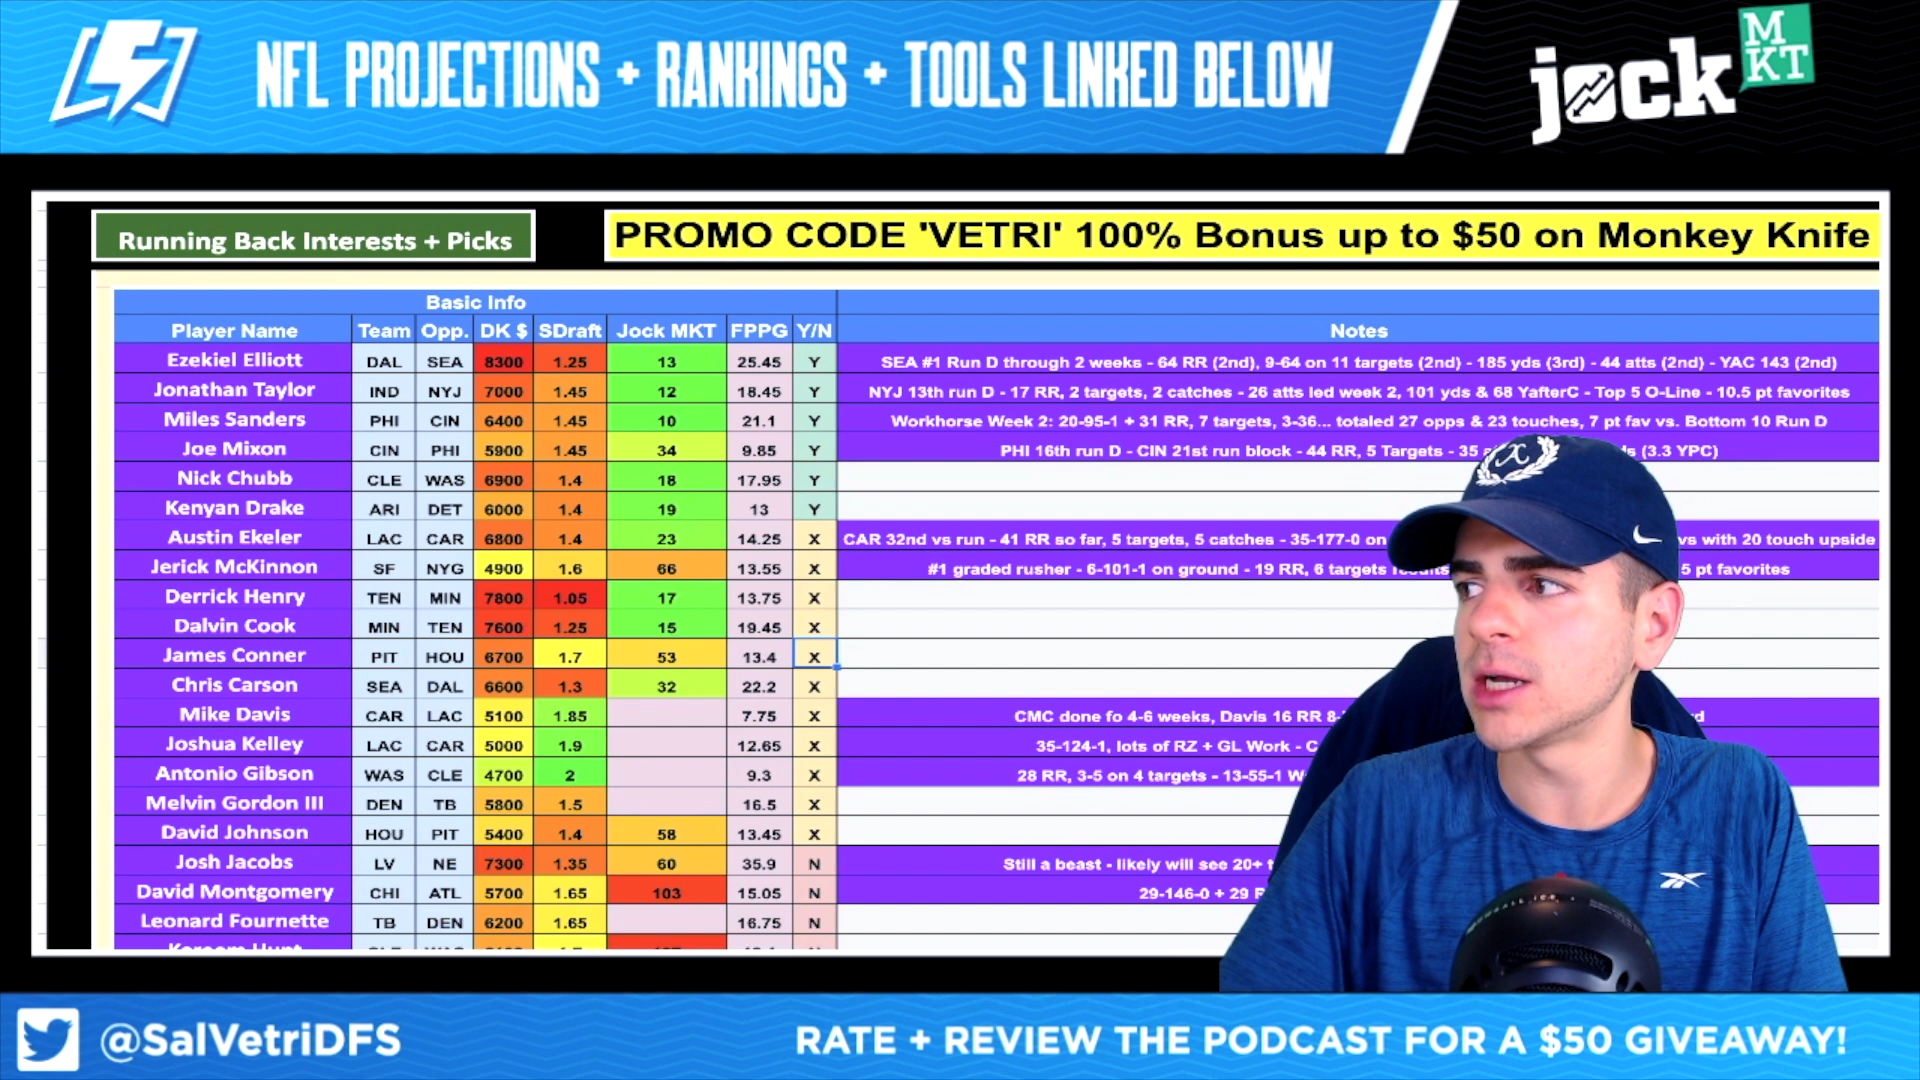 NFL PROJECTIONS + RANKINGS + TOOLS LINKED BELOW
jock MKT
Running Back Interests + Picks
PROMO CODE 'VETRI' 100% Bonus up to $50 on Monkey Knife
Basic Info
Player Name Team Opp. DK $ SDraft Jock MKT FPPG Y/N Notes
Ezekiel Elliott DAL SEA 8300 1.25 13 25.45 Y SEA #1 Run D through 2 weeks - 64 RR (2nd), 9-64 on 11 targets (2nd) - 185 yds (3rd) - 44 atts (2nd) - YAC 143 (2nd)
Jonathan Taylor IND NYJ 7000 1.45 12 18.45 Y NYJ 13th run D - 17 RR, 2 targets, 2 catches - 26 atts led week 2, 101 yds & 68 YafterC - Top 5 O-Line - 10.5 pt favorites
Miles Sanders PHI CIN 6400 1.45 10 21.1 Y Workhorse Week 2: 20-95-1 + 31 RR, 7 targets, 3-36... totaled 27 opps & 23 touches, 7 pt fav vs. Bottom 10 Run D
Joe Mixon CIN PHI 5900 1.45 34 9.85 Y PHI 16th run D - CIN 21st run block - 44 RR, 5 Targets - 35 (3.3 YPC)
Nick Chubb CLE WAS 6900 1.4 18 17.95 Y
Kenyan Drake ARI DET 6000 1.4 19 13 Y
Austin Ekeler LAC CAR 6800 1.4 23 14.25 X CAR 32nd vs run - 41 RR so far, 5 targets, 5 catches - 35-177-0 on vs with 20 touch upside
Jerick McKinnon SF NYG 4900 1.6 66 13.55 X #1 graded rusher - 6-101-1 on ground - 19 RR, 6 targets 5 pt favorites
Derrick Henry TEN MIN 7800 1.05 17 13.75 X
Dalvin Cook MIN TEN 7600 1.25 15 19.45 X
James Conner PIT HOU 6700 1.7 53 13.4 X
Chris Carson SEA DAL 6600 1.3 32 22.2 X
Mike Davis CAR LAC 5100 1.85 7.75 X CMC done fo 4-6 weeks, Davis 16 RR 8-
Joshua Kelley LAC CAR 5000 1.9 12.65 X 35-124-1, lots of RZ + GL Work -
Antonio Gibson WAS CLE 4700 2 9.3 X 28 RR, 3-5 on 4 targets - 13-55-1
Melvin Gordon III DEN TB 5800 1.5 16.5 X
David Johnson HOU PIT 5400 1.4 58 13.45 X
Josh Jacobs LV NE 7300 1.35 60 35.9 N Still a beast - likely will see 20+
David Montgomery CHI ATL 5700 1.65 103 15.05 N 29-146-0 + 29
Leonard Fournette TB DEN 6200 1.65 16.75 N
@SalVetriDFS
RATE + REVIEW THE PODCAST FOR A $50 GIVEAWAY!